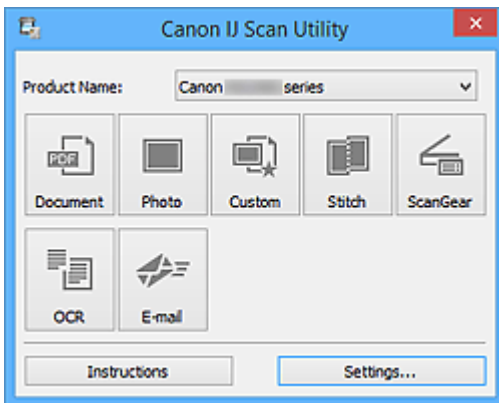 Canon IJ Scan Utility
Product Name: Canon series
PDF
Document Photo Custom Stitch ScanGear
OCR E-mail
Instructions Settings...